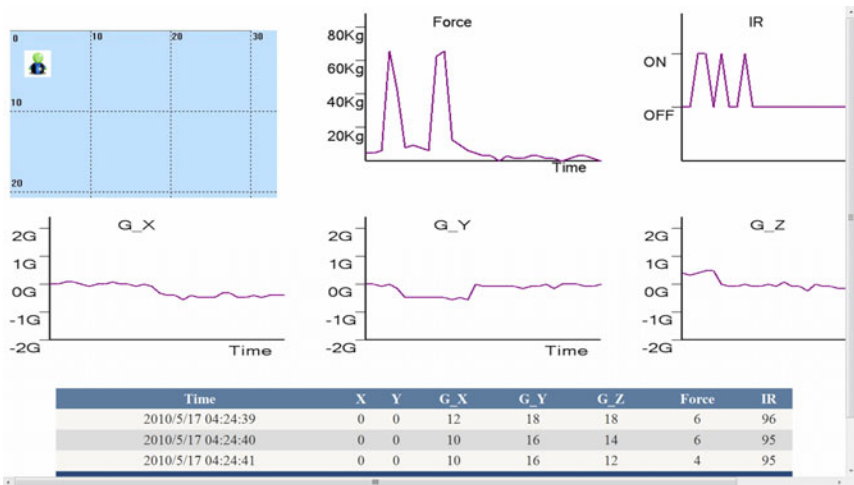 0 10 20 30
10
20
Force
80Kg
60Kg
40Kg
20Kg
Time
IR
ON
OFF
G_X
2G
1G
0G
-1G
-2G
Time
G_Y
2G
1G
0G
-1G
-2G
Time
G_Z
2G
1G
0G
-1G
-2G
Time X Y G_X G_Y G_Z Force IR
2010/5/17 04:24:39 0 0 12 18 18 6 96
2010/5/17 04:24:40 0 0 10 16 14 6 95
2010/5/17 04:24:41 0 0 10 16 12 4 95